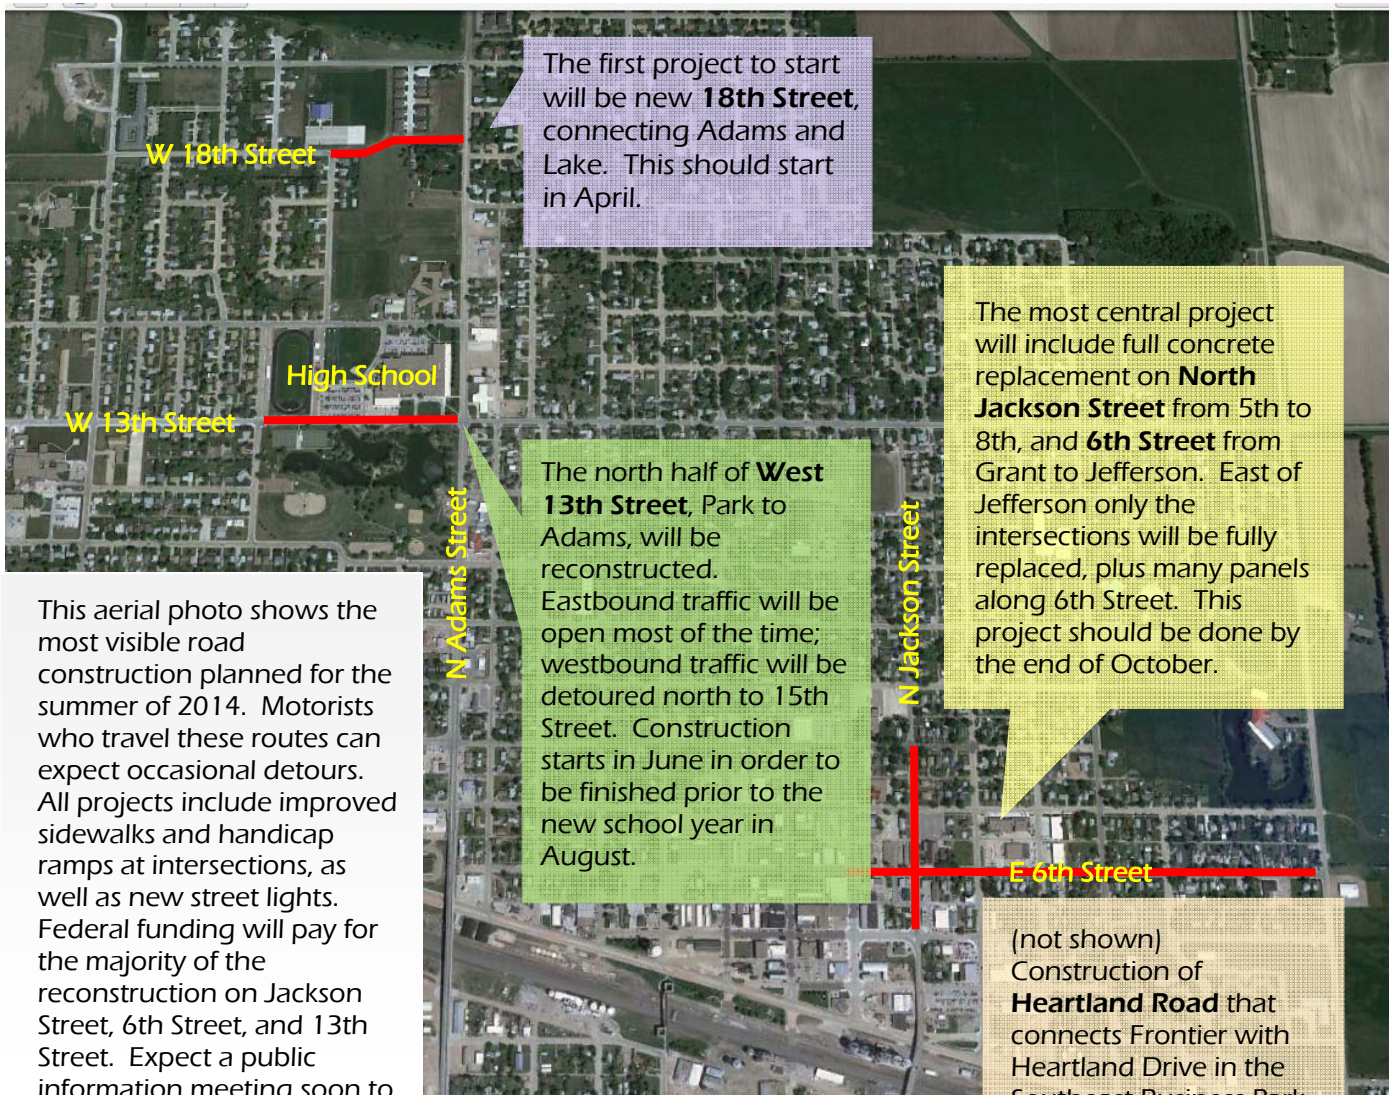 The first project to start
will be new 18th Street,
connecting Adams and
Lake. This should start
in April.
W 18th Street
High School
W 13th Street
The most central project
will include full concrete
replacement on North
Jackson Street from 5th to
8th, and 6th Street from
Grant to Jefferson. East of
Jefferson only the
intersections will be fully
replaced, plus many panels
along 6th Street. This
project should be done by
the end of October.
The north half of West
13th Street, Park to
Adams, will be
reconstructed.
Eastbound traffic will be
open most of the time;
westbound traffic will be
detoured north to 15th
Street. Construction
starts in June in order to
be finished prior to the
new school year in
August.
N Adams Street
N Jackson Street
This aerial photo shows the
most visible road
construction planned for the
summer of 2014. Motorists
who travel these routes can
expect occasional detours.
All projects include improved
sidewalks and handicap
ramps at intersections, as
well as new street lights.
Federal funding will pay for
the majority of the
reconstruction on Jackson
Street, 6th Street, and 13th
Street. Expect a public
information meeting soon to
E 6th Street
(not shown)
Construction of
Heartland Road that
connects Frontier with
Heartland Drive in the
Southeast Business Park